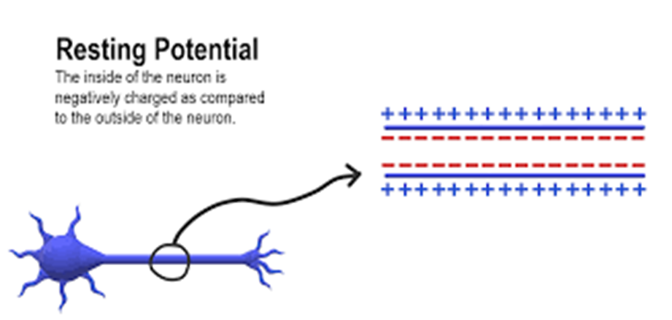 Resting Potential
The inside of the neuron is
negatively charged as compared
to the outside of the neuron.
+ + + + + + + + + + + + + + + + +
− − − − − − − − − − − − − − − − −
− − − − − − − − − − − − − − − − −
+ + + + + + + + + + + + + + + + +